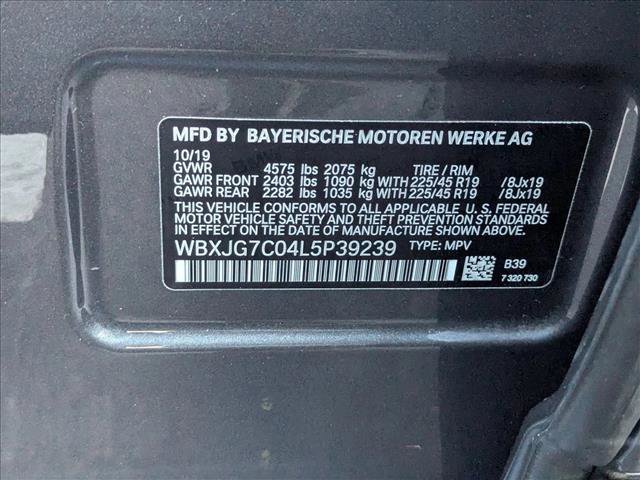 MFD BY BAYERISCHE MOTOREN WERKE AG
10/19
GVWR 4575 lbs 2075 kg TIRE / RIM
GAWR FRONT 2403 lbs 1090 kg WITH 225/45 R19 /8Jx19
GAWR REAR 2282 lbs 1035 kg WITH 225/45 R19 /8Jx19
THIS VEHICLE CONFORMS TO ALL APPLICABLE U. S. FEDERAL
MOTOR VEHICLE SAFETY AND THEFT PREVENTION STANDARDS
IN EFFECT ON THE DATE OF MANUFACTURE SHOWN ABOVE.
WBXJG7C04L5P39239 TYPE: MPV
B39
7 320 730